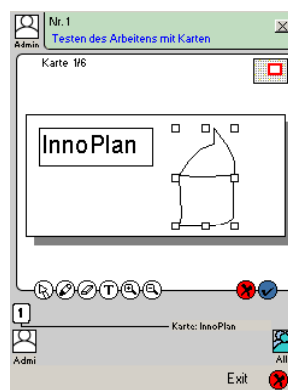 Nr. 1
Testen des Arbeitens mit Karten
Admin
Karte 1/6
InnoPlan
T
1
Karte: InnoPlan
Admi
All
Exit